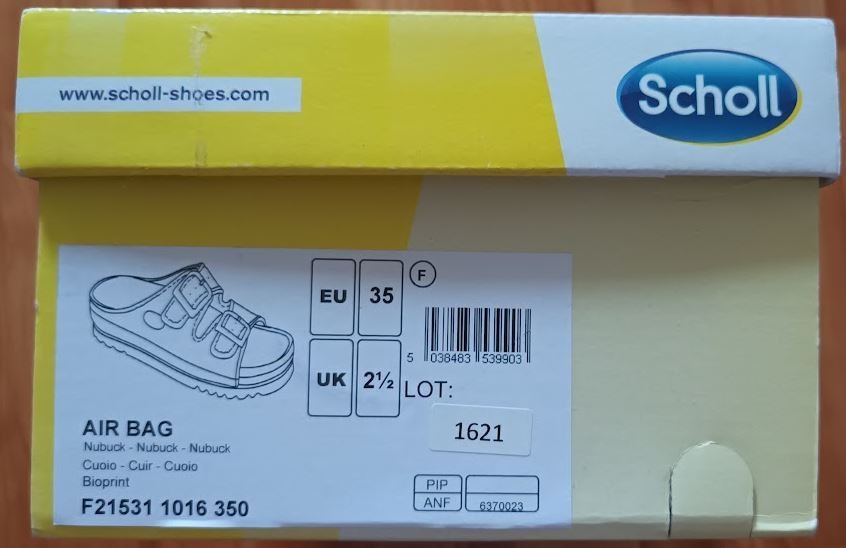 www.scholl-shoes.com
Scholl
EU 35
F
UK 2½
5 038483 539903
LOT:
1621
AIR BAG
Nubuck - Nubuck - Nubuck
Cuoio - Cuir - Cuoio
Bioprint
F21531 1016 350
PIP
ANF 6370023